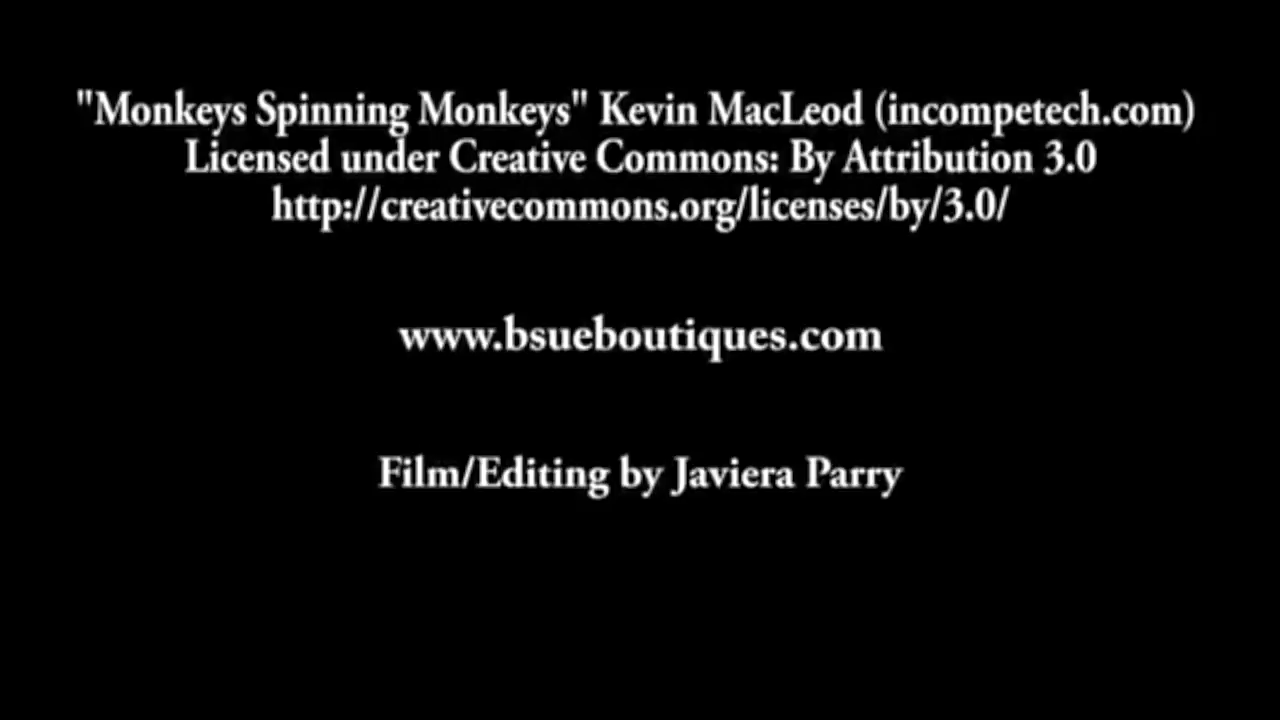 "Monkeys Spinning Monkeys" Kevin MacLeod (incompetech.com)
Licensed under Creative Commons: By Attribution 3.0
http://creativecommons.org/licenses/by/3.0/
www.bsueboutiques.com
Film/Editing by Javiera Parry